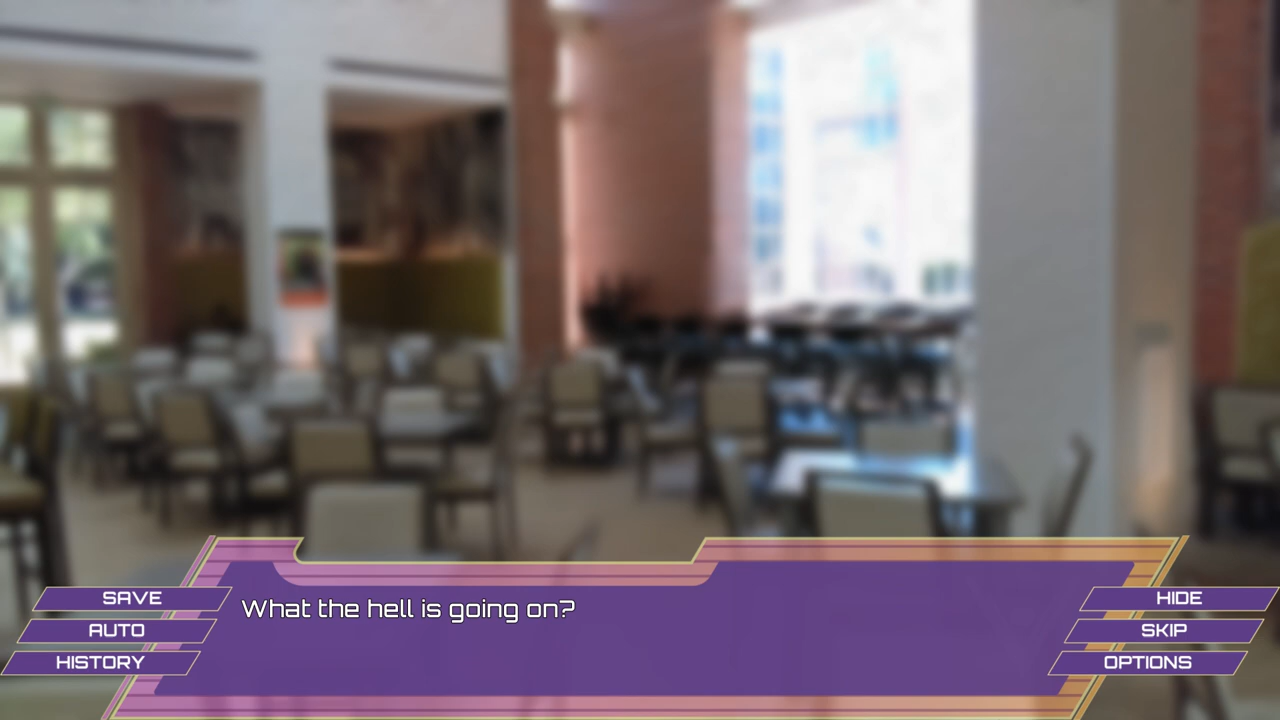 What the hell is going on?
SAVE
AUTO
HISTORY
HIDE
SKIP
OPTIONS